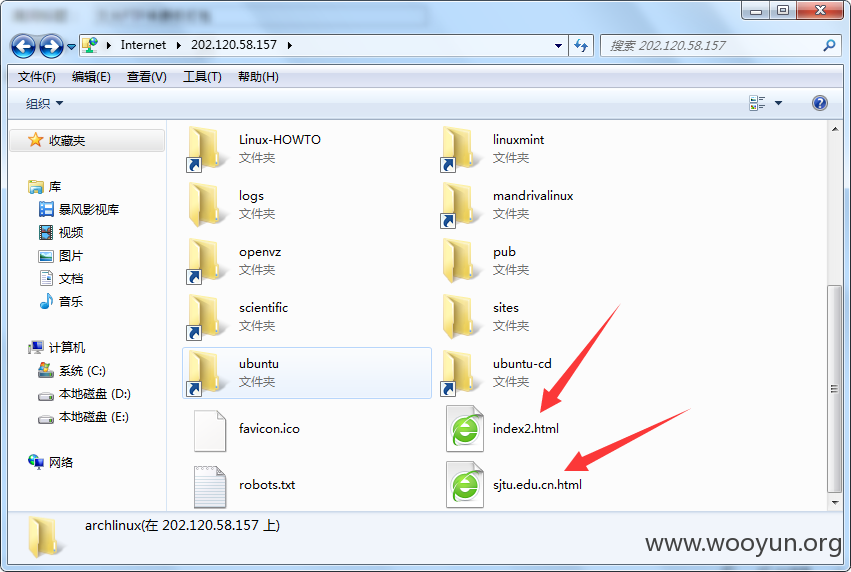 Internet 202.120.58.157
搜索 202.120.58.157
文件(F) 编辑(E) 查看(V) 工具(T) 帮助(H)
组织
收藏夹
库
暴风影视库
视频
图片
文档
音乐
计算机
系统 (C:)
本地磁盘 (D:)
本地磁盘 (E:)
网络
Linux-HOWTO
文件夹
linuxmint
文件夹
logs
文件夹
mandrivalinux
文件夹
openvz
文件夹
pub
文件夹
scientific
文件夹
sites
文件夹
ubuntu
文件夹
ubuntu-cd
文件夹
favicon.ico
index2.html
robots.txt
sjtu.edu.cn.html
archlinux(在 202.120.58.157 上)
www.wooyun.org